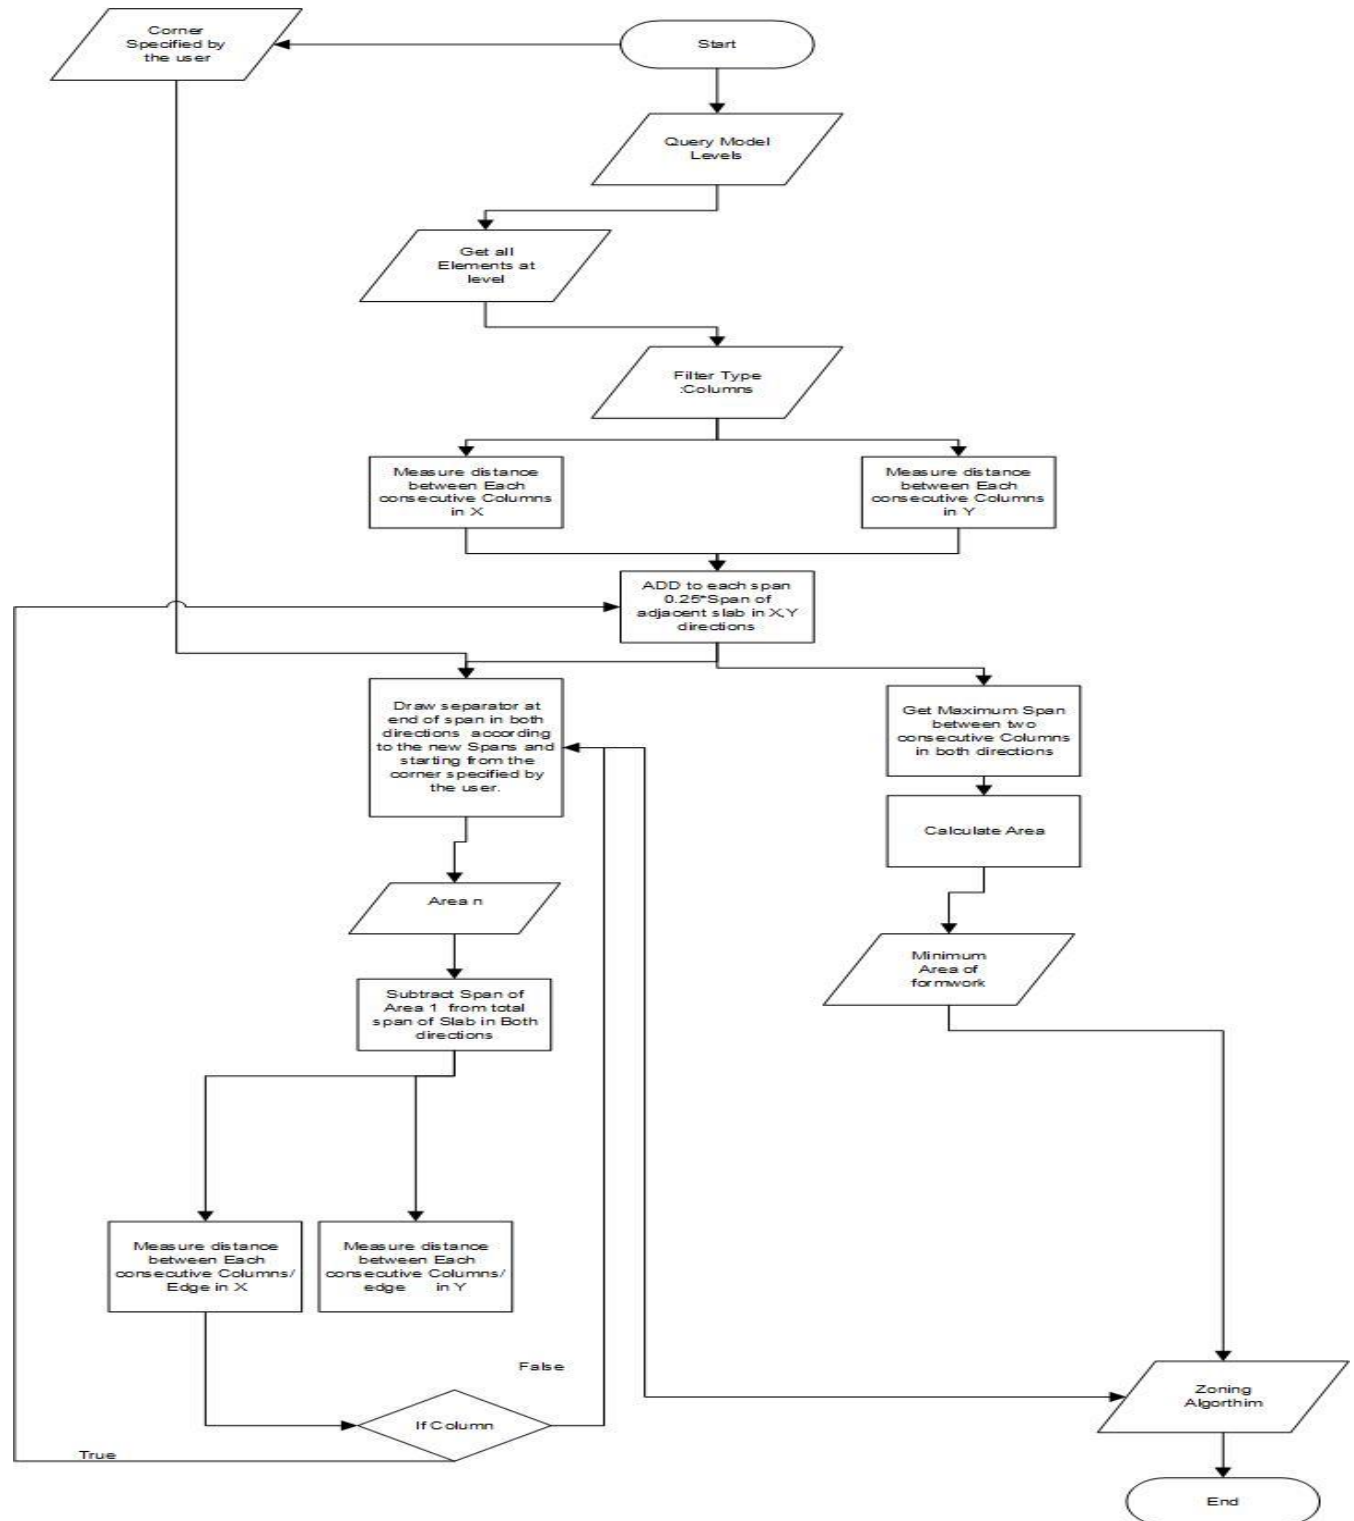 Corner
Specified by
the user
Start
Query Model
Levels
Get all
Elements at
level
Filter Type
:Columns
Measure distance
between Each
consecutive Columns
in X
Measure distance
between Each
consecutive Columns
in Y
ADD to each span
0.25*Span of
adjacent slab in X,Y
directions
Draw separator at
end of span in both
directions according
to the new Spans and
starting from the
corner specified by
the user.
Get Maximum Span
between two
consecutive Columns
in both directions
Calculate Area
Area n
Minimum
Area of
formwork
Subtract Span of
Area 1 from total
span of Slab in Both
directions
Measure distance
between Each
consecutive Columns/
Edge in X
Measure distance
between Each
consecutive Columns/
edge in Y
False
If Column
True
Zoning
Algorthim
End